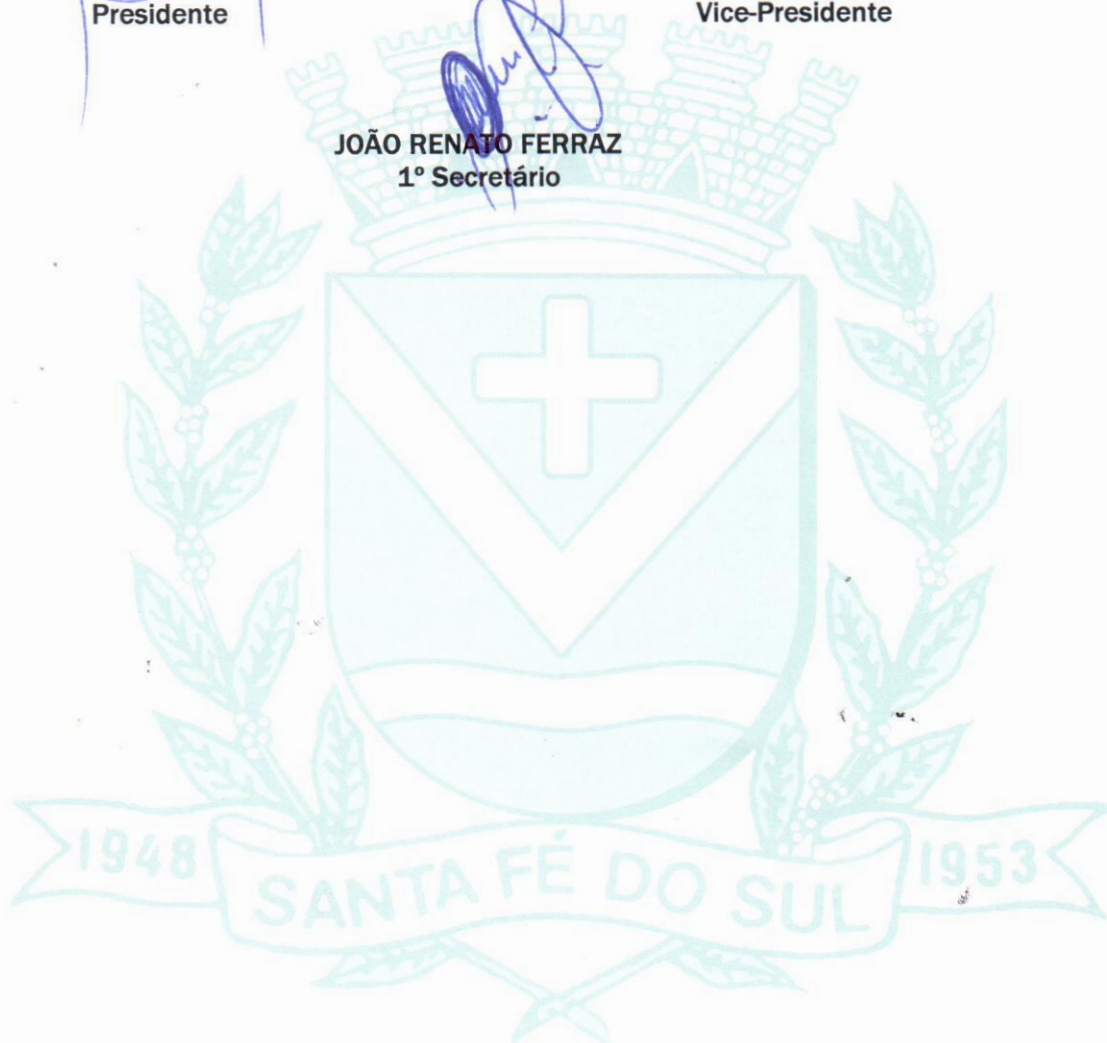 Presidente
Vice-Presidente
JOÃO RENATO FERRAZ
1º Secretário
1948
SANTA FÉ DO SUL
1953